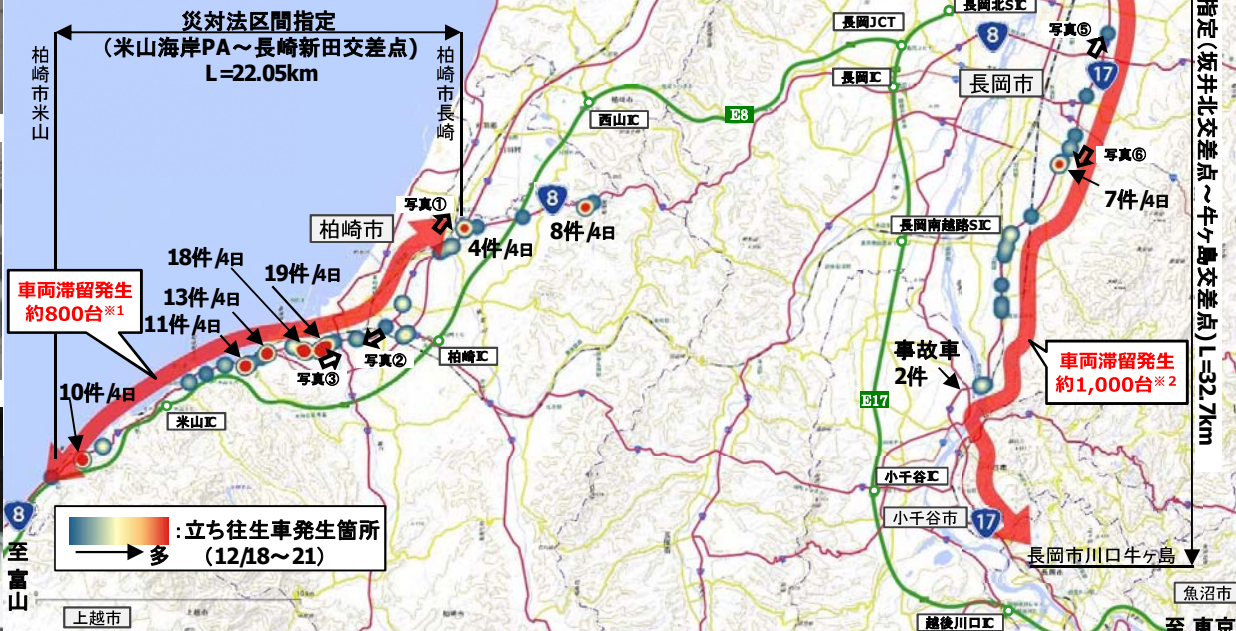 災対法区間指定
(米山海岸PA～長崎新田交差点)
L=22.05km
柏崎市米山
柏崎市長崎
長岡北SIC
長岡JCT
8
写真⑤
長岡IC
長岡市
17
西山IC
E8
写真⑥
7件/4日
指定(坂井北交差点～牛ヶ島交差点)L=32.7km
写真①
8
8件/4日
柏崎市
4件/4日
長岡南越路SIC
18件/4日
19件/4日
車両滞留発生
約800台※1
13件/4日
11件/4日
写真②
写真③
柏崎IC
事故車
2件
車両滞留発生
約1,000台※2
10件/4日
米山IC
E17
小千谷IC
8
:立ち往生車発生箇所
多
(12/18～21)
小千谷市
17
至 富山
長岡市川口牛ヶ島
魚沼市
上越市
越後川口IC
至 東京